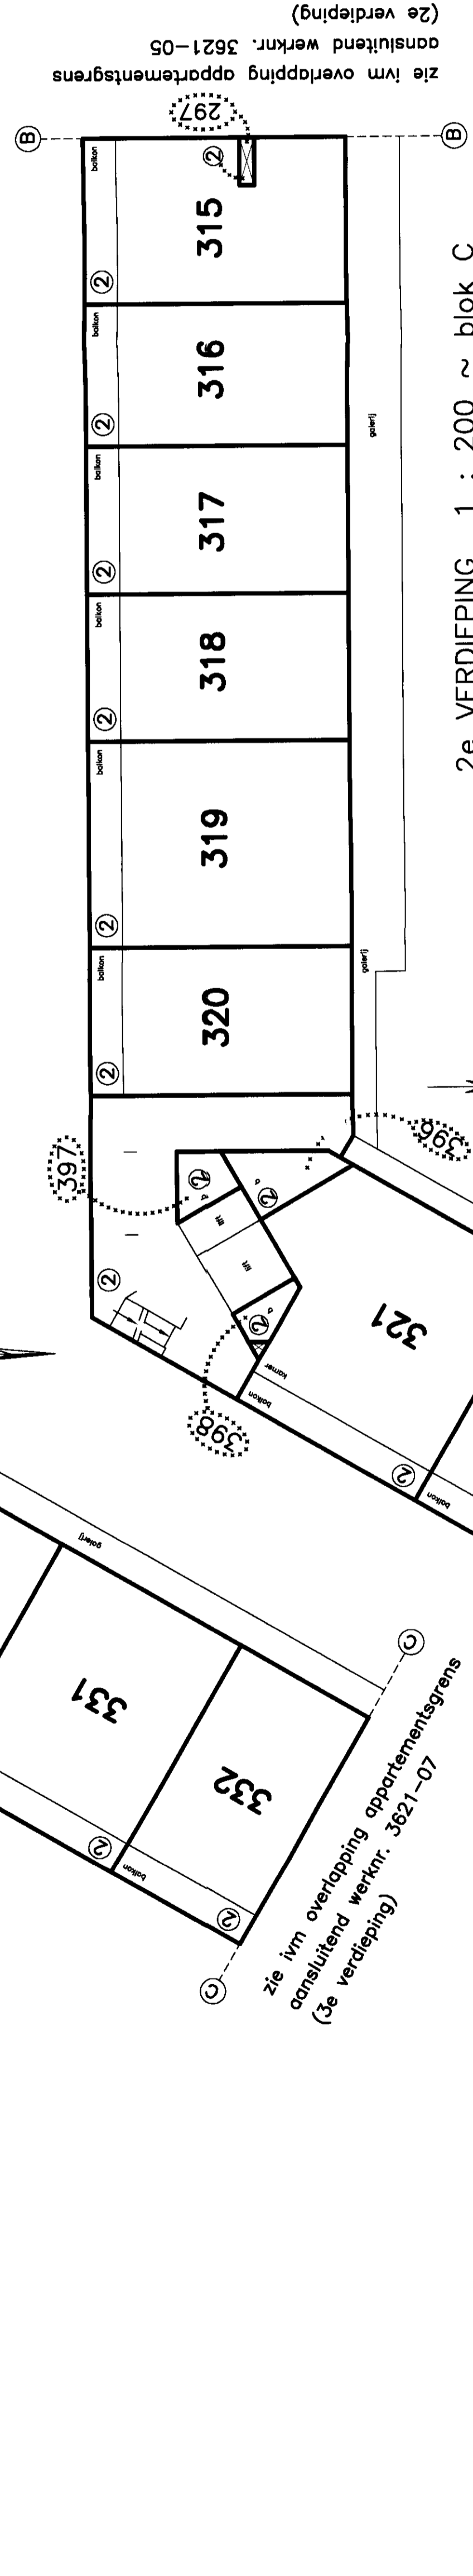 zie ivm overlapping appartementsgrens
aansluitend werknr. 3621-05
(2e verdieping)
B
B
297
2
balkon
2
315
balkon
2
316
galerij
balkon
2
317
balkon
2
318
balkon
2
319
balkon
2
320
galerij
2e VERDIEPING 1 : 200 ~ blok C
397
396
398
2
2
b
2
b
lift
lift
2
b
2
kamer
balkon
321
2
balkon
galerij
331
2
balkon
332
2
C
C
zie ivm overlapping appartementsgrens
aansluitend werknr. 3621-07
(3e verdieping)